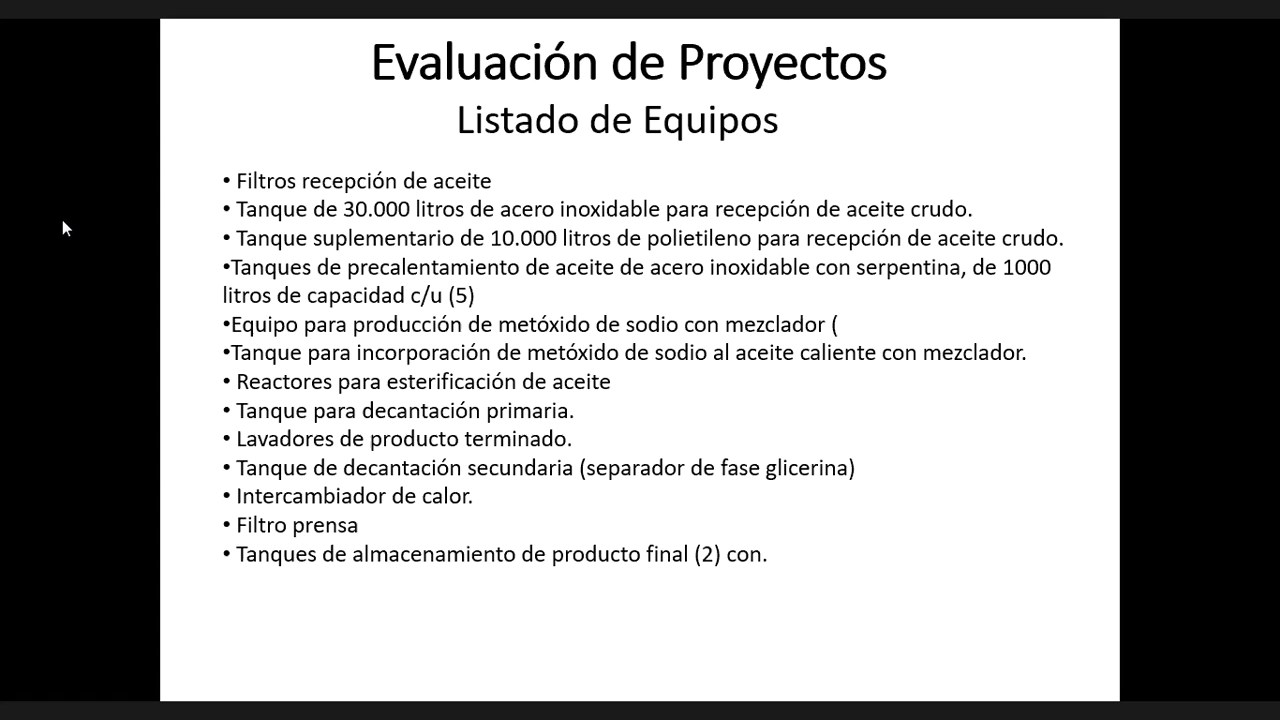 Evaluación de Proyectos
Listado de Equipos
• Filtros recepción de aceite
• Tanque de 30.000 litros de acero inoxidable para recepción de aceite crudo.
• Tanque suplementario de 10.000 litros de polietileno para recepción de aceite crudo.
•Tanques de precalentamiento de aceite de acero inoxidable con serpentina, de 1000
litros de capacidad c/u (5)
•Equipo para producción de metóxido de sodio con mezclador (
•Tanque para incorporación de metóxido de sodio al aceite caliente con mezclador.
• Reactores para esterificación de aceite
• Tanque para decantación primaria.
• Lavadores de producto terminado.
• Tanque de decantación secundaria (separador de fase glicerina)
• Intercambiador de calor.
• Filtro prensa
• Tanques de almacenamiento de producto final (2) con.